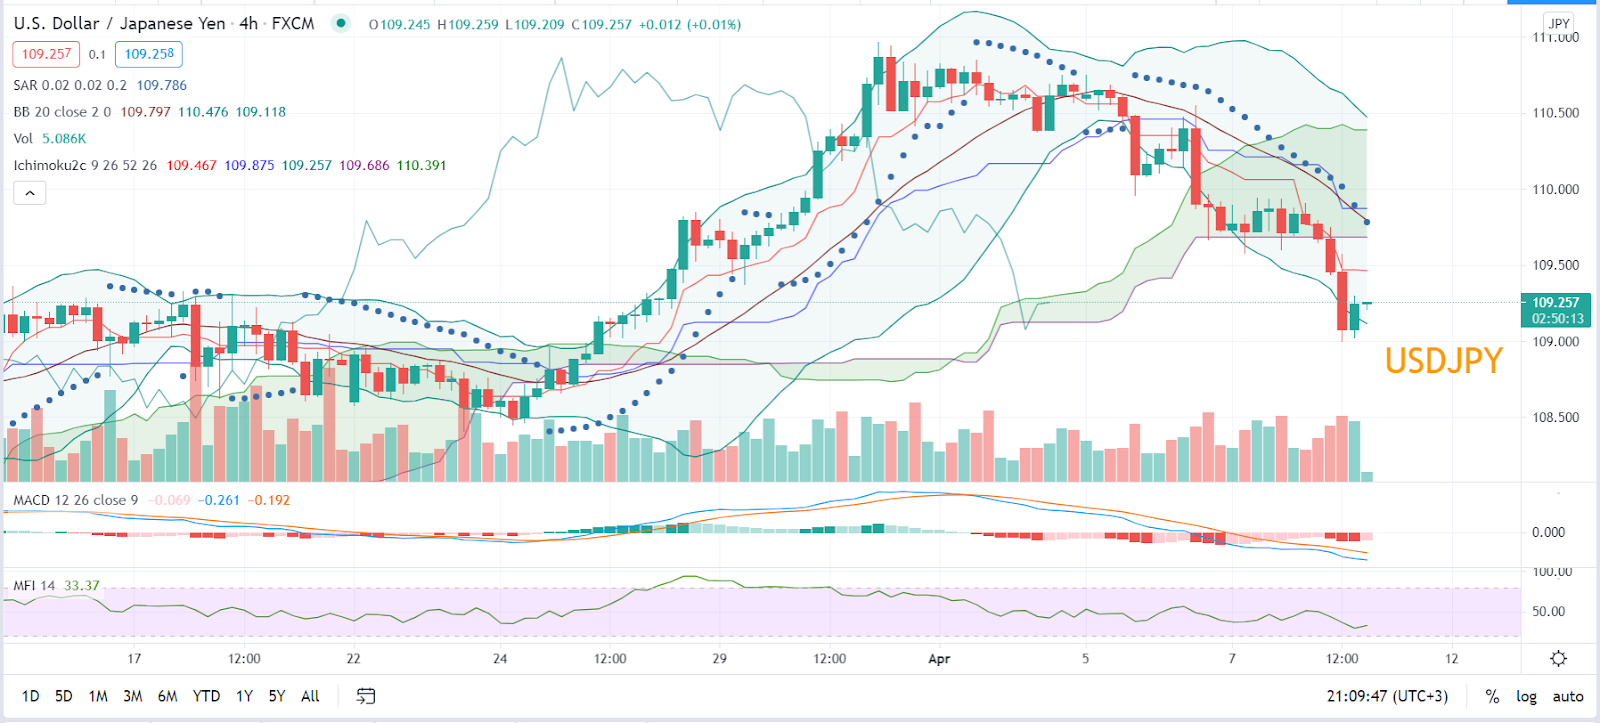 U.S. Dollar / Japanese Yen · 4h · FXCM O109.245 H109.259 L109.209 C109.257 +0.012 (+0.01%)
109.257 0.1 109.258
SAR 0.02 0.02 0.2 109.786
BB 20 close 2 0 109.797 110.476 109.118
Vol 5.086K
Ichimoku2c 9 26 52 26 109.467 109.875 109.257 109.686 110.391
JPY
111.000
110.500
110.000
109.500
109.257
02:50:13
109.000
USDJPY
108.500
MACD 12 26 close 9 −0.069 −0.261 −0.192
0.000
100.00
MFI 14 33.37
50.00
17 12:00 22 24 12:00 29 12:00 Apr 5 7 12:00 12
1D 5D 1M 3M 6M YTD 1Y 5Y All 21:09:47 (UTC+3) % log auto